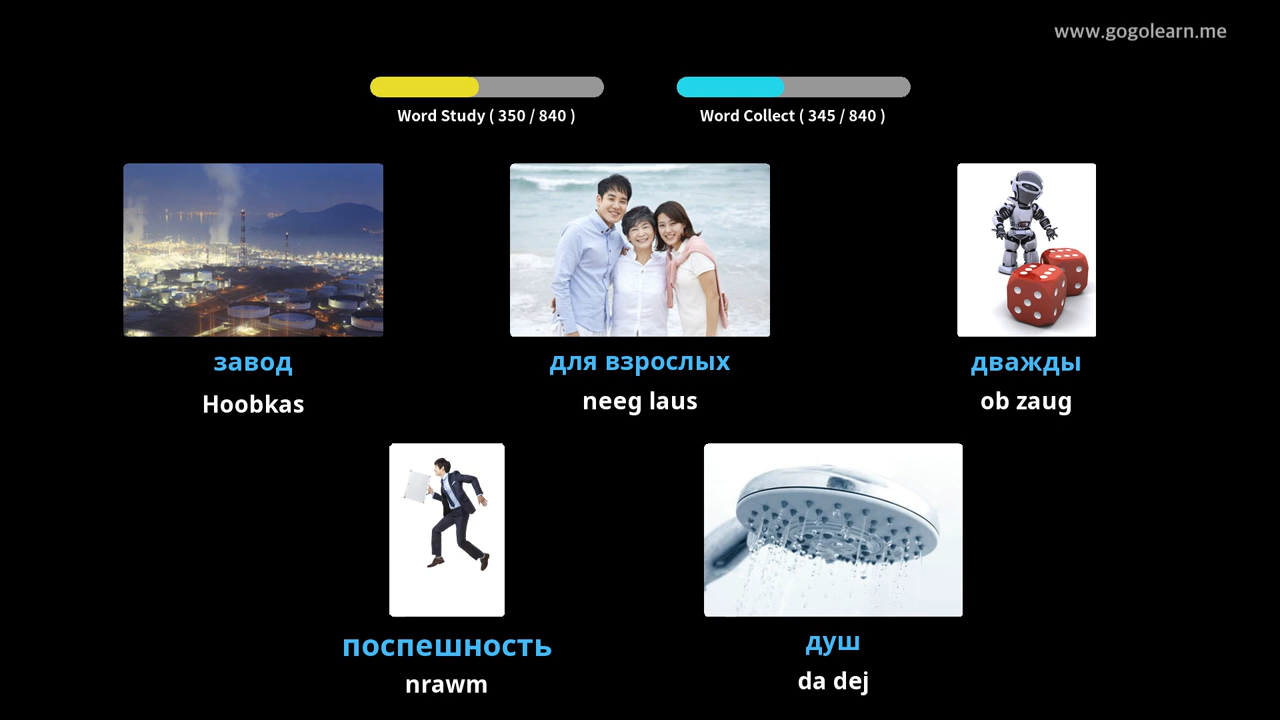 www.gogolearn.me
Word Study ( 350 / 840 )
Word Collect ( 345 / 840 )
завод
Hoobkas
для взрослых
neeg laus
дважды
ob zaug
поспешность
nrawm
душ
da dej